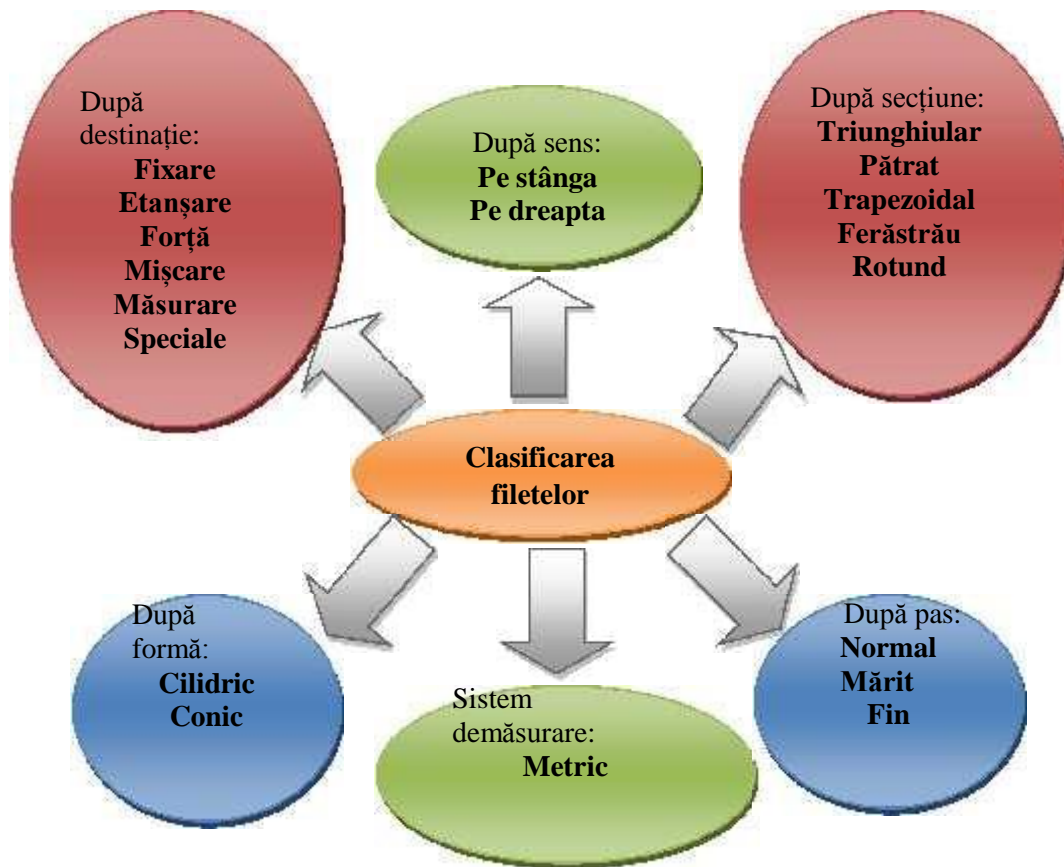 După
destinație:
Fixare
Etanșare
Forță
Mișcare
Măsurare
Speciale
După sens:
Pe stânga
Pe dreapta
După secțiune:
Triunghiular
Pătrat
Trapezoidal
Ferăstrău
Rotund
Clasificarea
filetelor
După
formă:
Cilidric
Conic
Sistem
demăsurare:
Metric
După pas:
Normal
Mărit
Fin